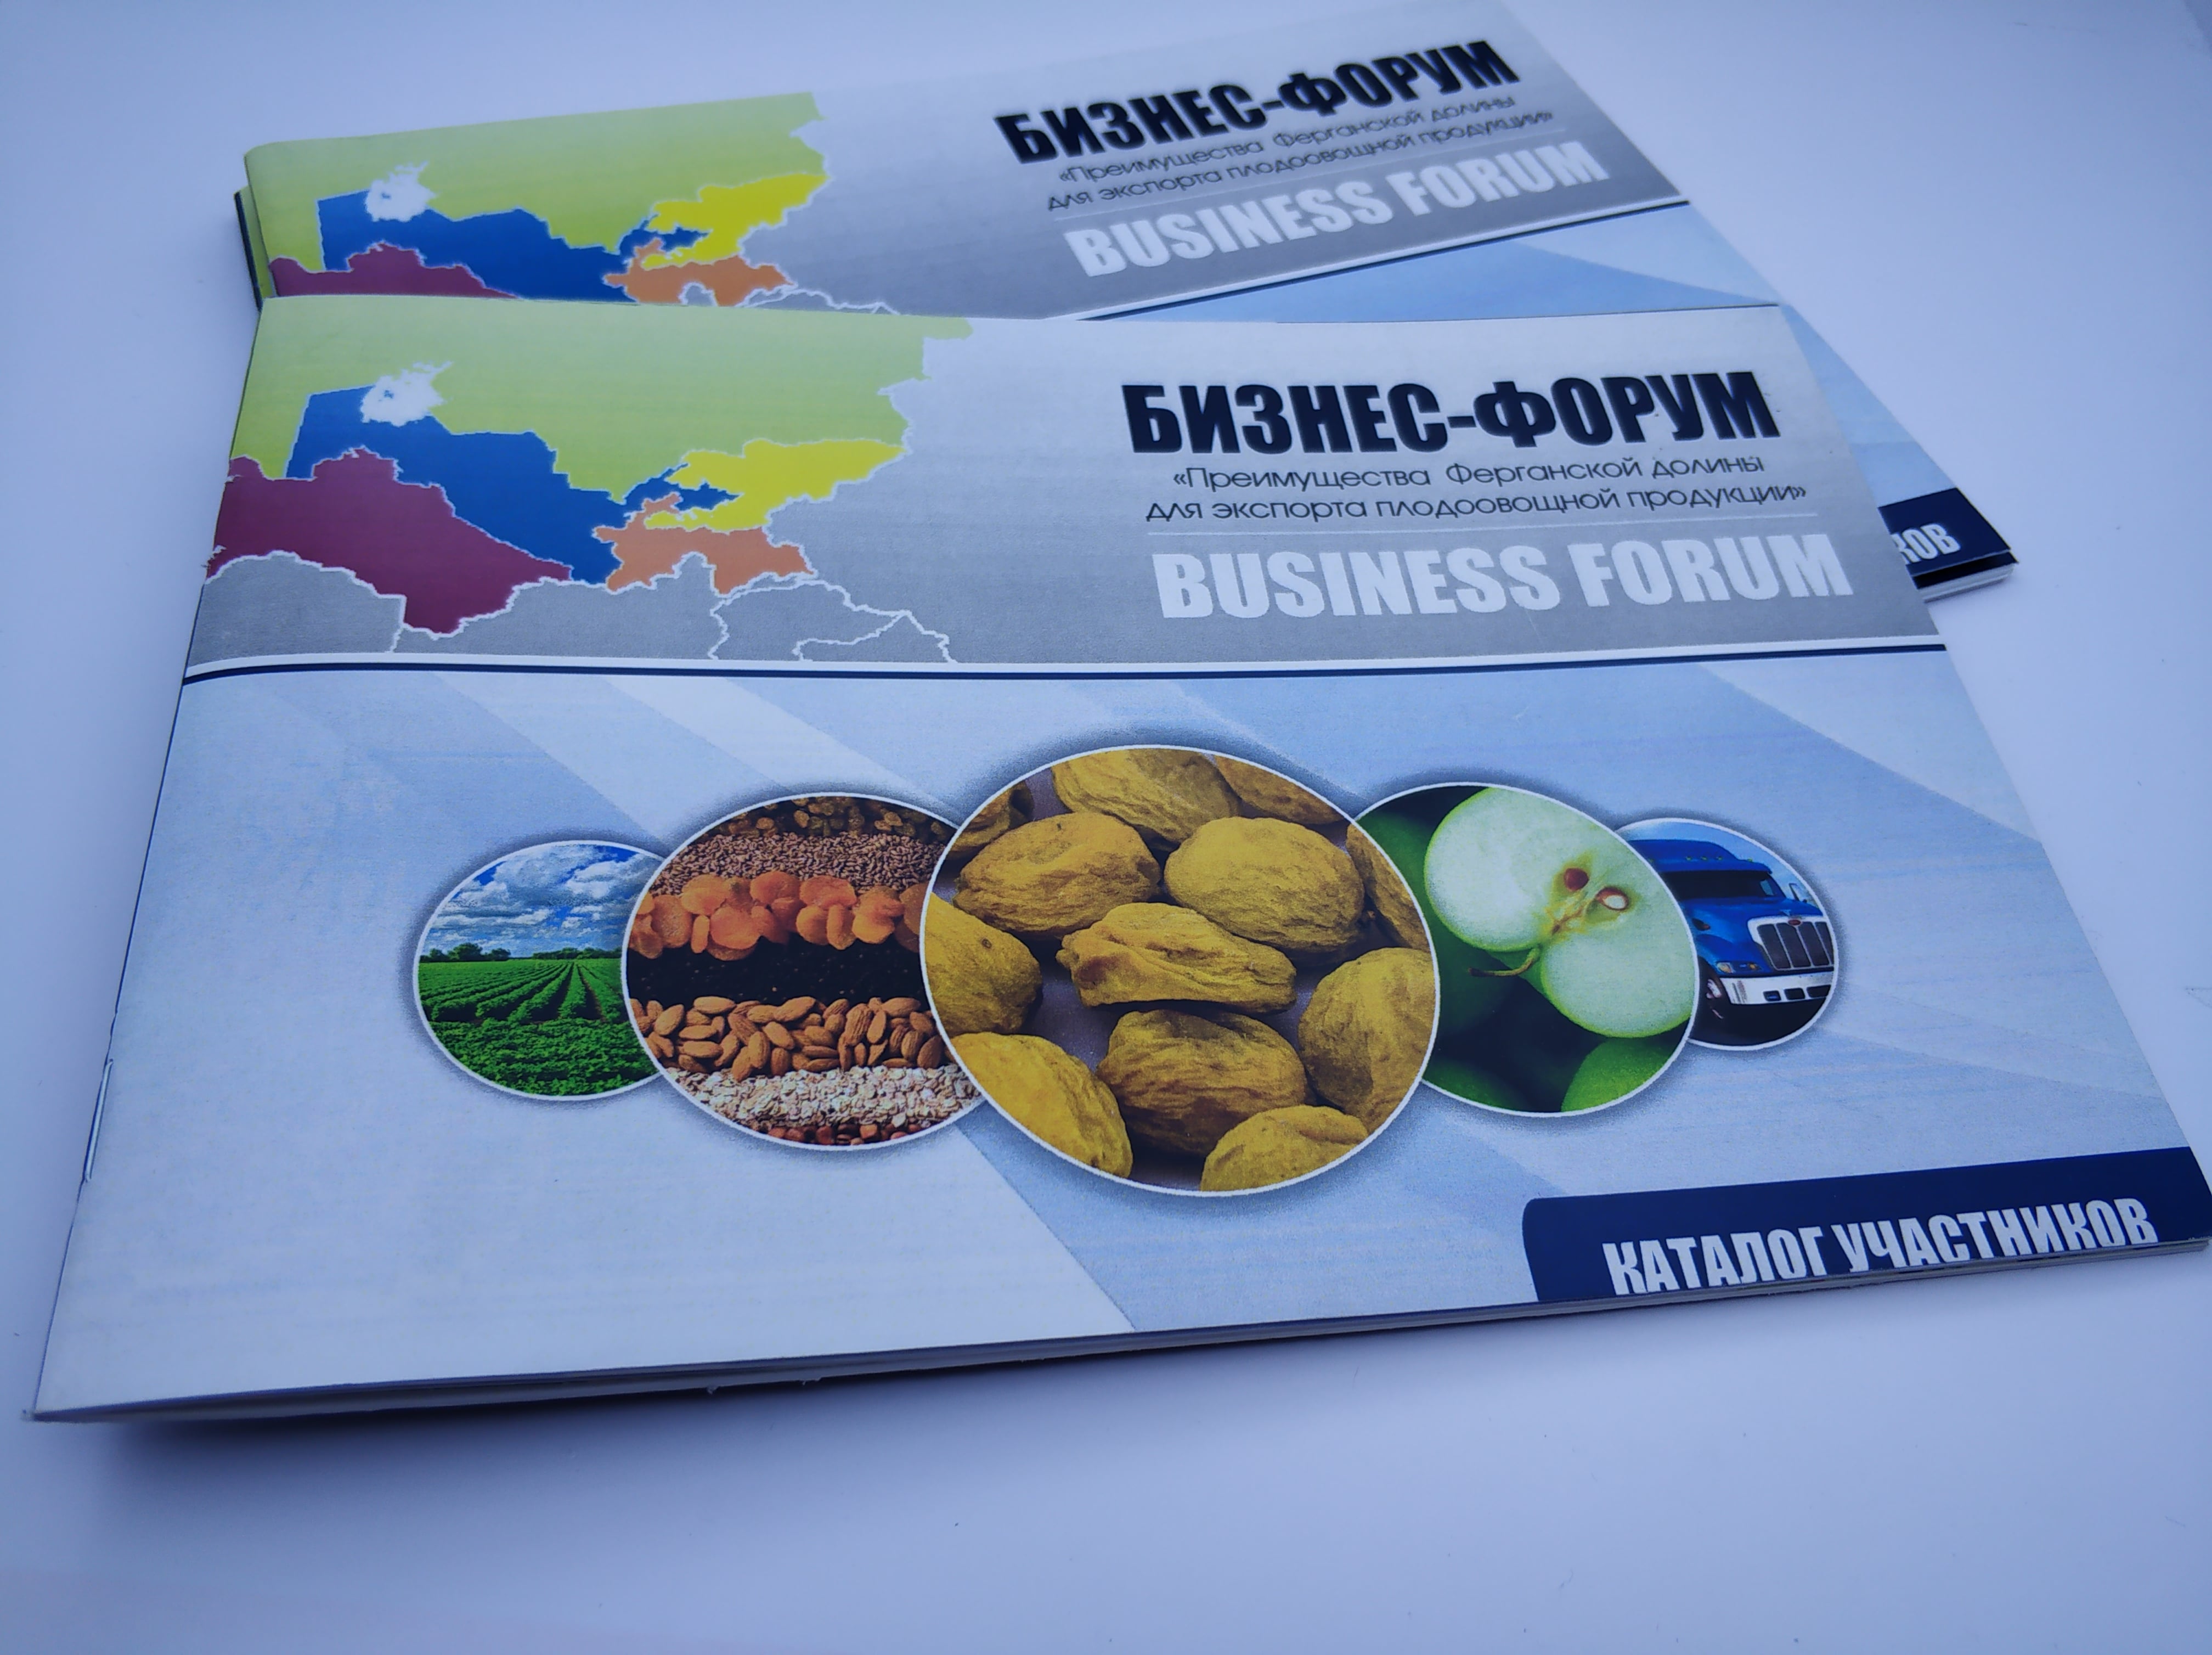 БИЗНЕС-ФОРУМ
«Преимущества Ферганской долины
для экспорта плодоовощной продукции»
BUSINESS FORUM
КОВ
БИЗНЕС-ФОРУМ
«Преимущества Ферганской долины
для экспорта плодоовощной продукции»
BUSINESS FORUM
КАТАЛОГ УЧАСТНИКОВ